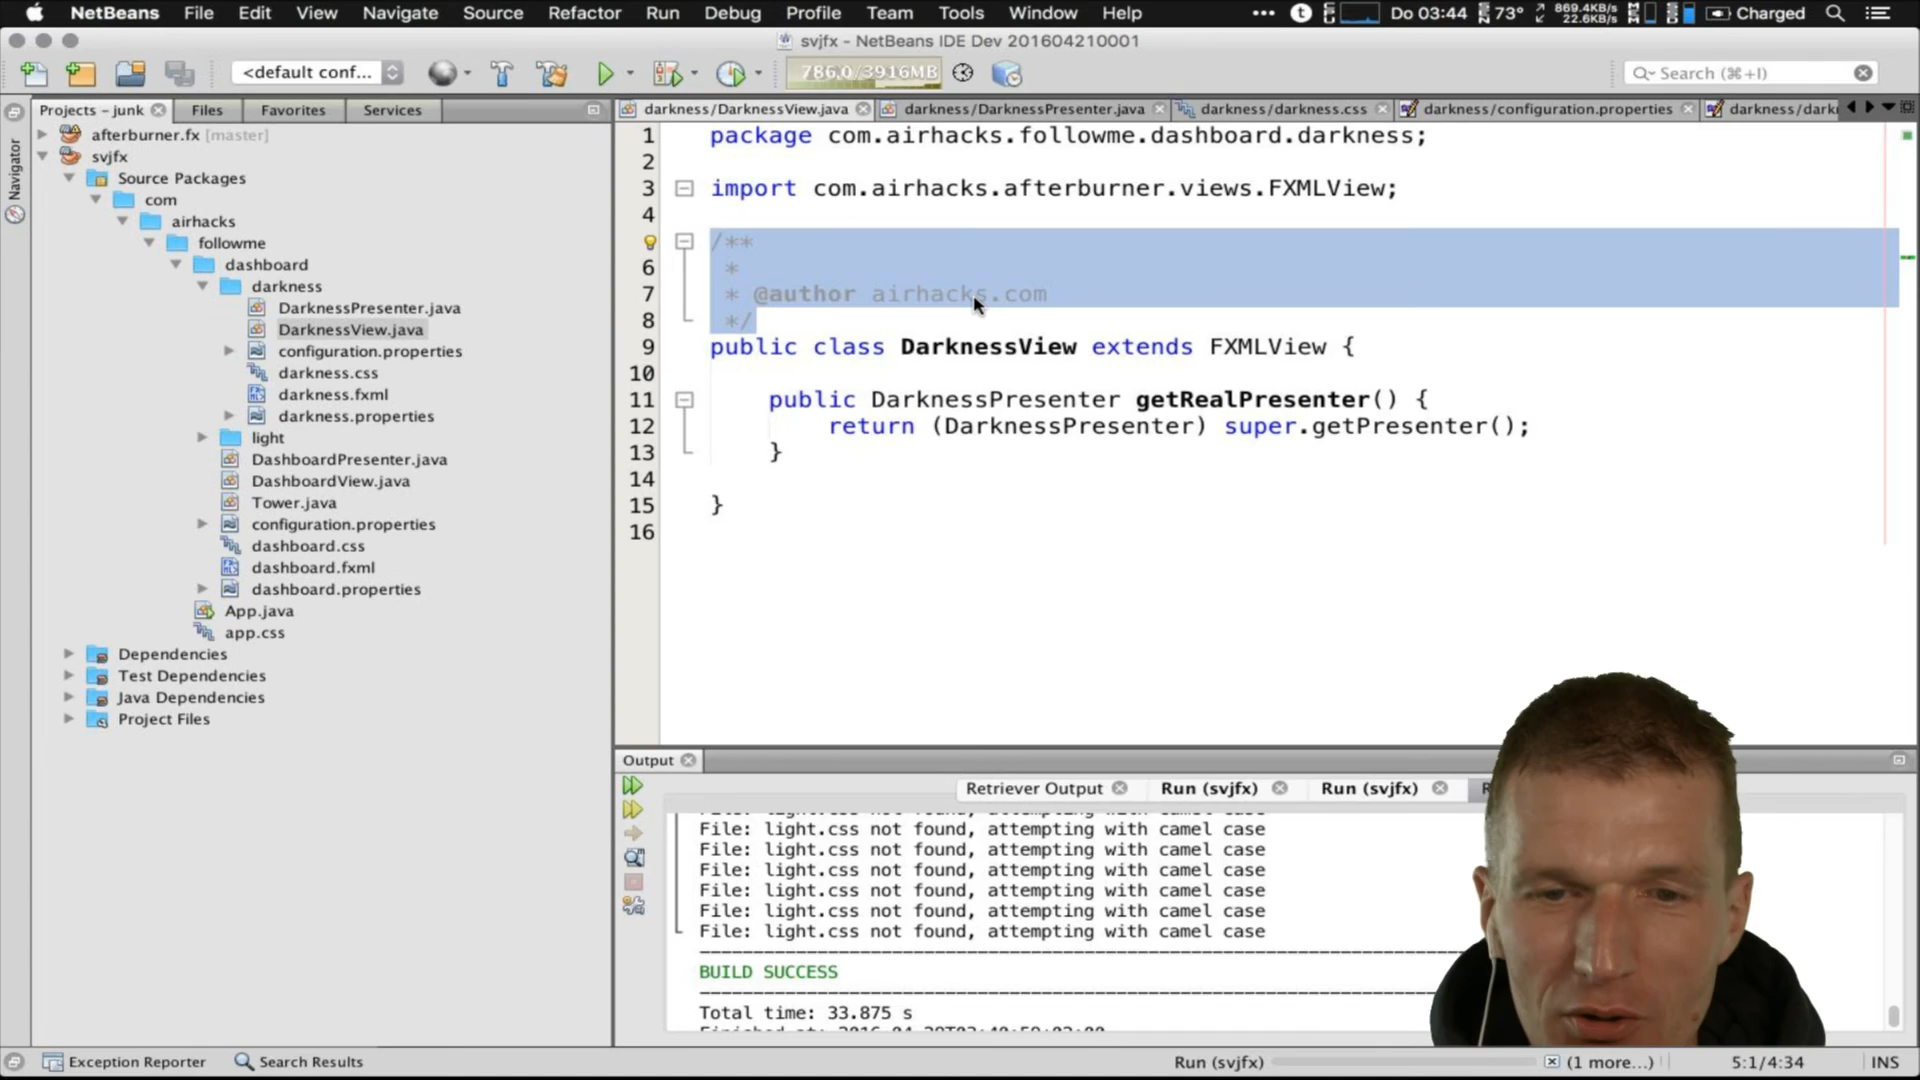 NetBeans File Edit View Navigate Source Refactor Run Debug Profile Team Tools Window Help ••• Do 03:44 73° 869.4KB/s 22.6KB/s Charged
svjfx - NetBeans IDE Dev 201604210001
<default conf... 786.0/3916MB Search (⌘+I)
Projects - junk Files Favorites Services
afterburner.fx [master]
svjfx
Source Packages
com
airhacks
followme
dashboard
darkness
DarknessPresenter.java
DarknessView.java
configuration.properties
darkness.css
darkness.fxml
darkness.properties
light
DashboardPresenter.java
DashboardView.java
Tower.java
configuration.properties
dashboard.css
dashboard.fxml
dashboard.properties
App.java
app.css
Dependencies
Test Dependencies
Java Dependencies
Project Files
Navigator
darkness/DarknessView.java darkness/DarknessPresenter.java darkness/darkness.css darkness/configuration.properties darkness/dark
1 package com.airhacks.followme.dashboard.darkness;
2
3 import com.airhacks.afterburner.views.FXMLView;
4
/**
6 *
7 * @author airhacks.com
8 */
9 public class DarknessView extends FXMLView {
10
11 public DarknessPresenter getRealPresenter() {
12 return (DarknessPresenter) super.getPresenter();
13 }
14
15 }
16
Output
Retriever Output Run (svjfx) Run (svjfx)
File: light.css not found, attempting with camel case
File: light.css not found, attempting with camel case
File: light.css not found, attempting with camel case
File: light.css not found, attempting with camel case
File: light.css not found, attempting with camel case
File: light.css not found, attempting with camel case
BUILD SUCCESS
Total time: 33.875 s
Exception Reporter Search Results Run (svjfx) (1 more...) 5:1/4:34 INS